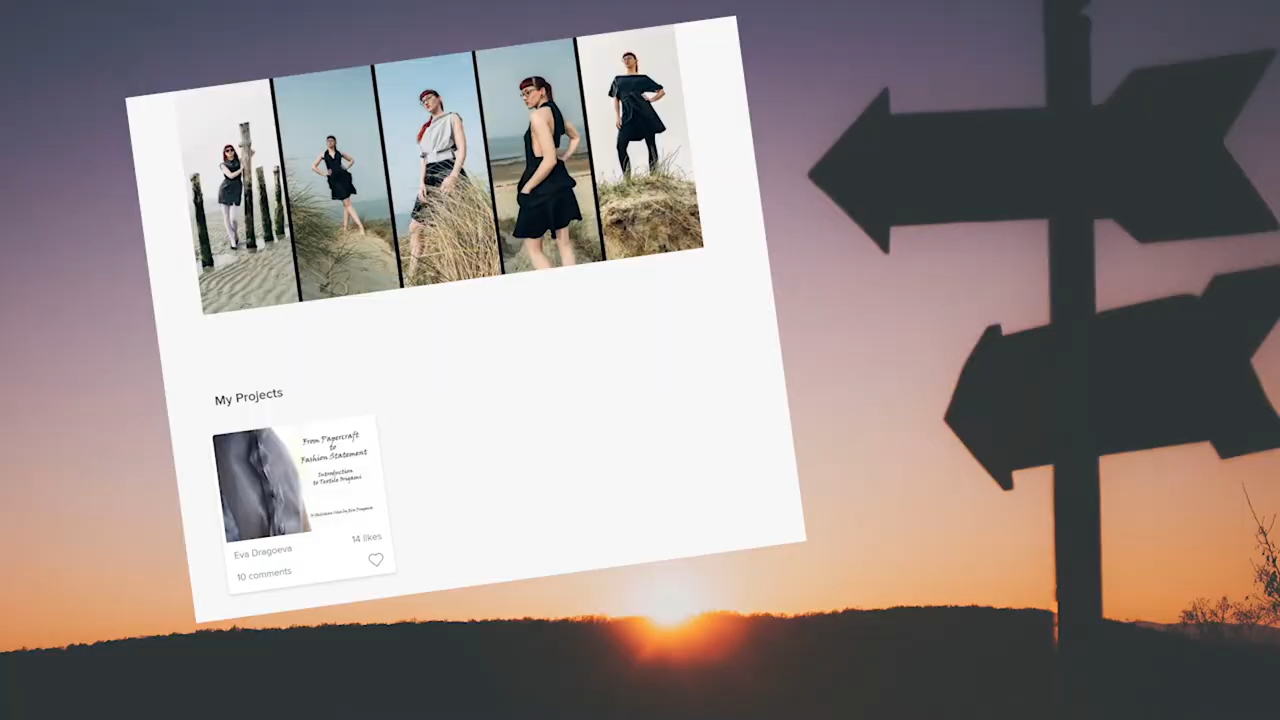 My Projects
From Papercraft
to
Fashion Statement
Introduction
to Textile Origami
Eva Dragoeva
14 likes
10 comments